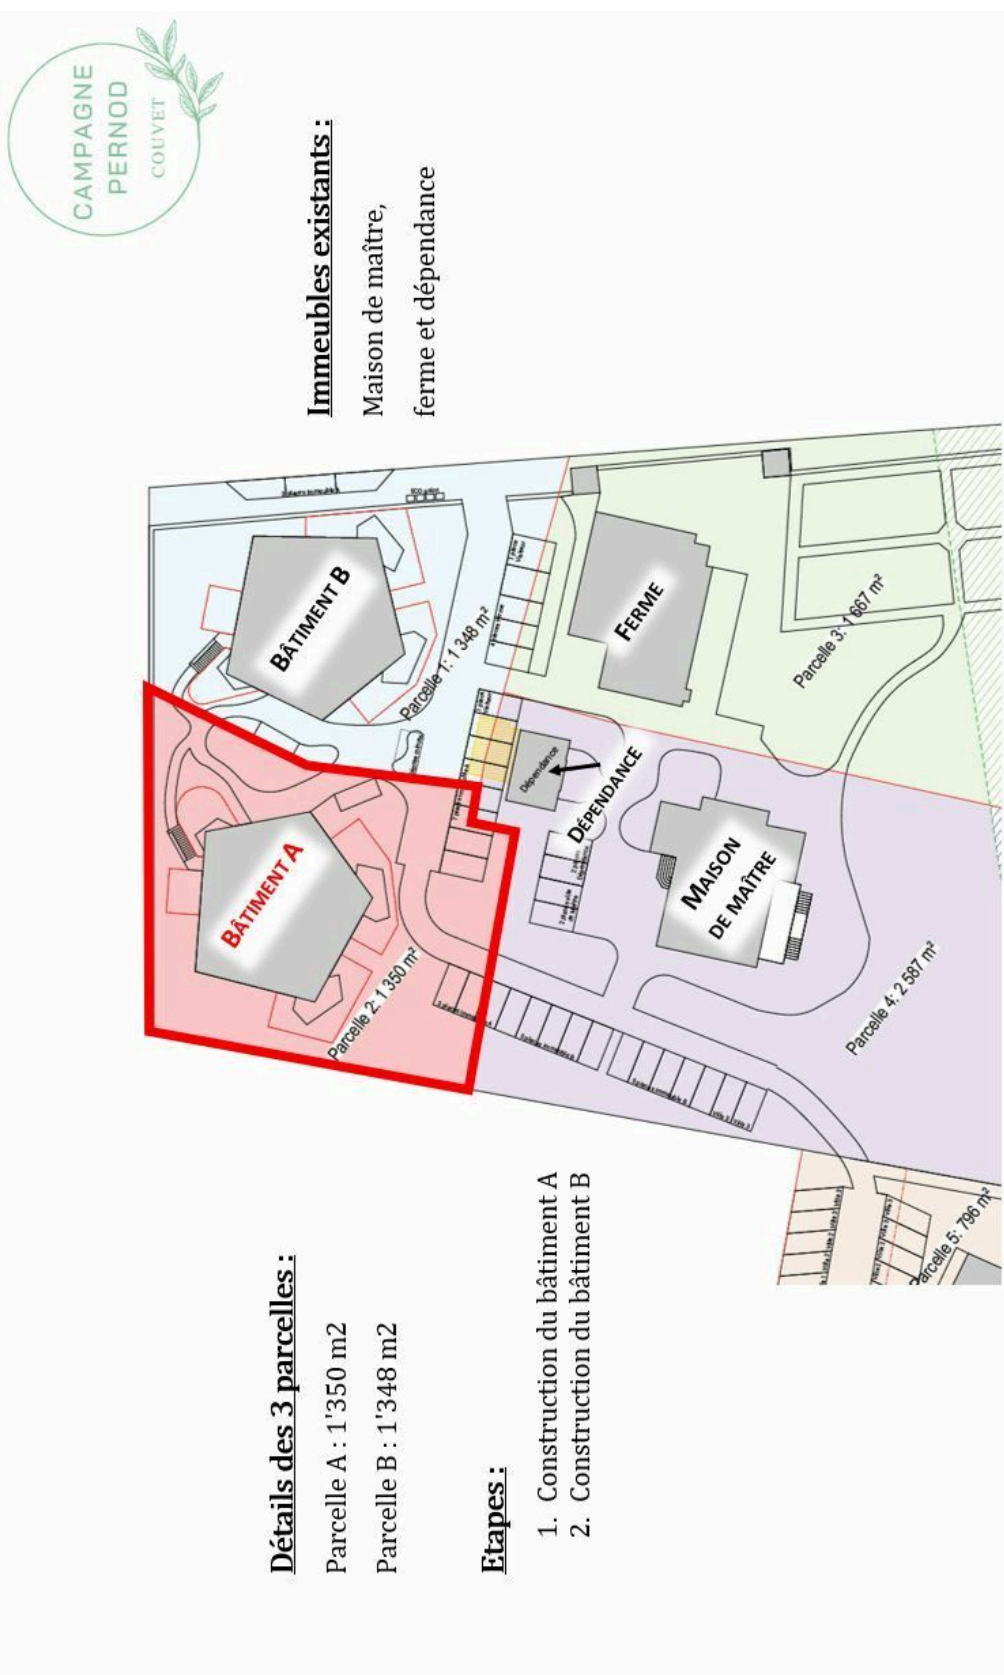 CAMPAGNE
PERNOD
COUVET
Détails des 3 parcelles :
Parcelle A : 1'350 m2
Parcelle B : 1'348 m2
Etapes :
1. Construction du bâtiment A
2. Construction du bâtiment B
Immeubles existants :
Maison de maître,
ferme et dépendance
BÂTIMENT A
Parcelle 2: 1 350 m²
BÂTIMENT B
Parcelle 1: 1 348 m²
FERME
Parcelle 3: 1 667 m²
Dépendance
DÉPENDANCE
MAISON
DE MAÎTRE
Parcelle 4: 2 587 m²
Parcelle 5: 796 m²